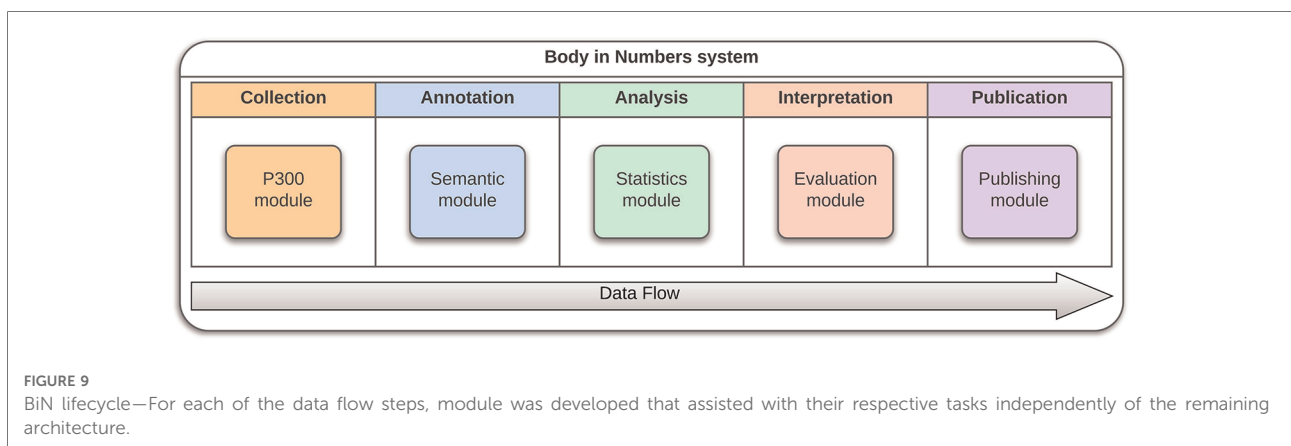 Body in Numbers system
Collection Annotation Analysis Interpretation Publication
P300 module
Semantic module
Statistics module
Evaluation module
Publishing module
Data Flow
FIGURE 9
BiN lifecycle—For each of the data flow steps, module was developed that assisted with their respective tasks independently of the remaining
architecture.